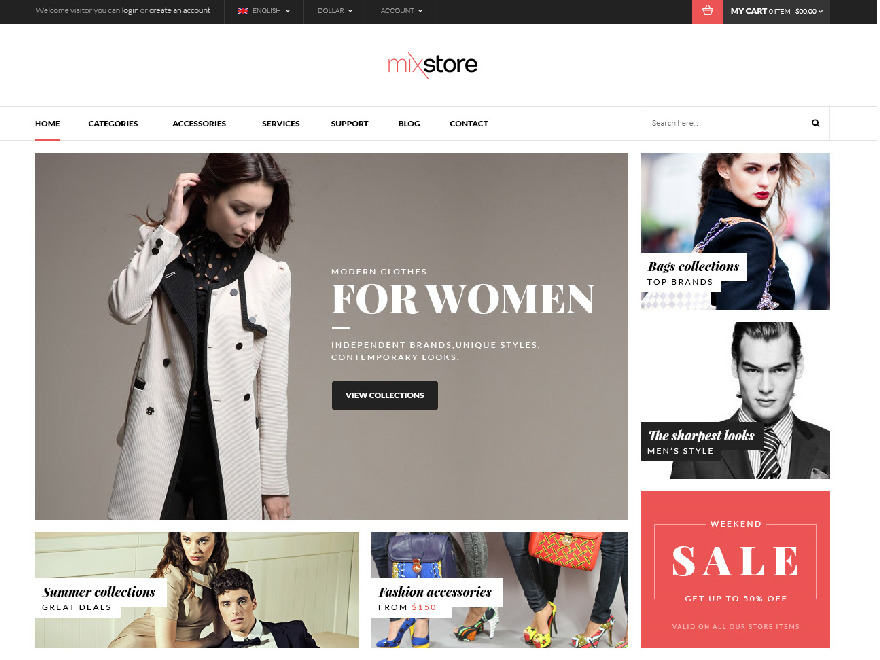 Welcome visitor you can login or create an account
ENGLISH
DOLLAR
ACCOUNT
MY CART 0 ITEM - $00.00
mixstore
HOME
CATEGORIES
ACCESSORIES
SERVICES
SUPPORT
BLOG
CONTACT
Search here...
MODERN CLOTHES
FOR WOMEN
INDEPENDENT BRANDS,UNIQUE STYLES,
CONTEMPORARY LOOKS.
VIEW COLLECTIONS
Bags collections
TOP BRANDS
The sharpest looks
MEN'S STYLE
Summer collections
GREAT DEALS
Fashion accessories
FROM $150
WEEKEND
SALE
GET UP TO 50% OFF
VALID ON ALL OUR STORE ITEMS